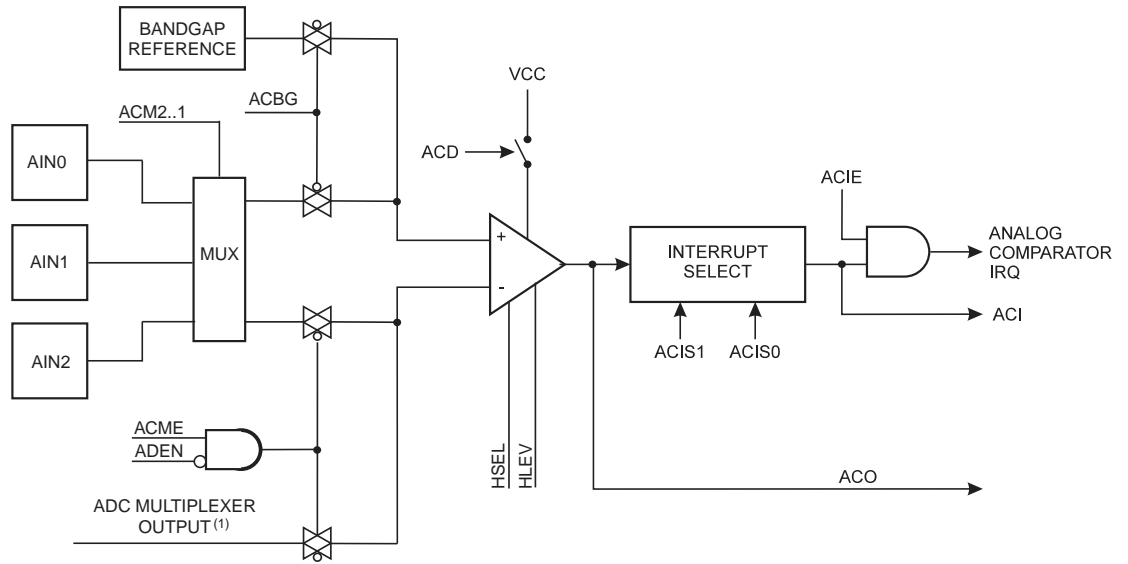 BANDGAP
REFERENCE
ACBG
ACM2..1
AIN0
AIN1
AIN2
MUX
ACME
ADEN
ADC MULTIPLEXER
OUTPUT (1)
VCC
ACD
+
-
HSEL
HLEV
INTERRUPT
SELECT
ACIS1
ACIS0
ACIE
ANALOG
COMPARATOR
IRQ
ACI
ACO